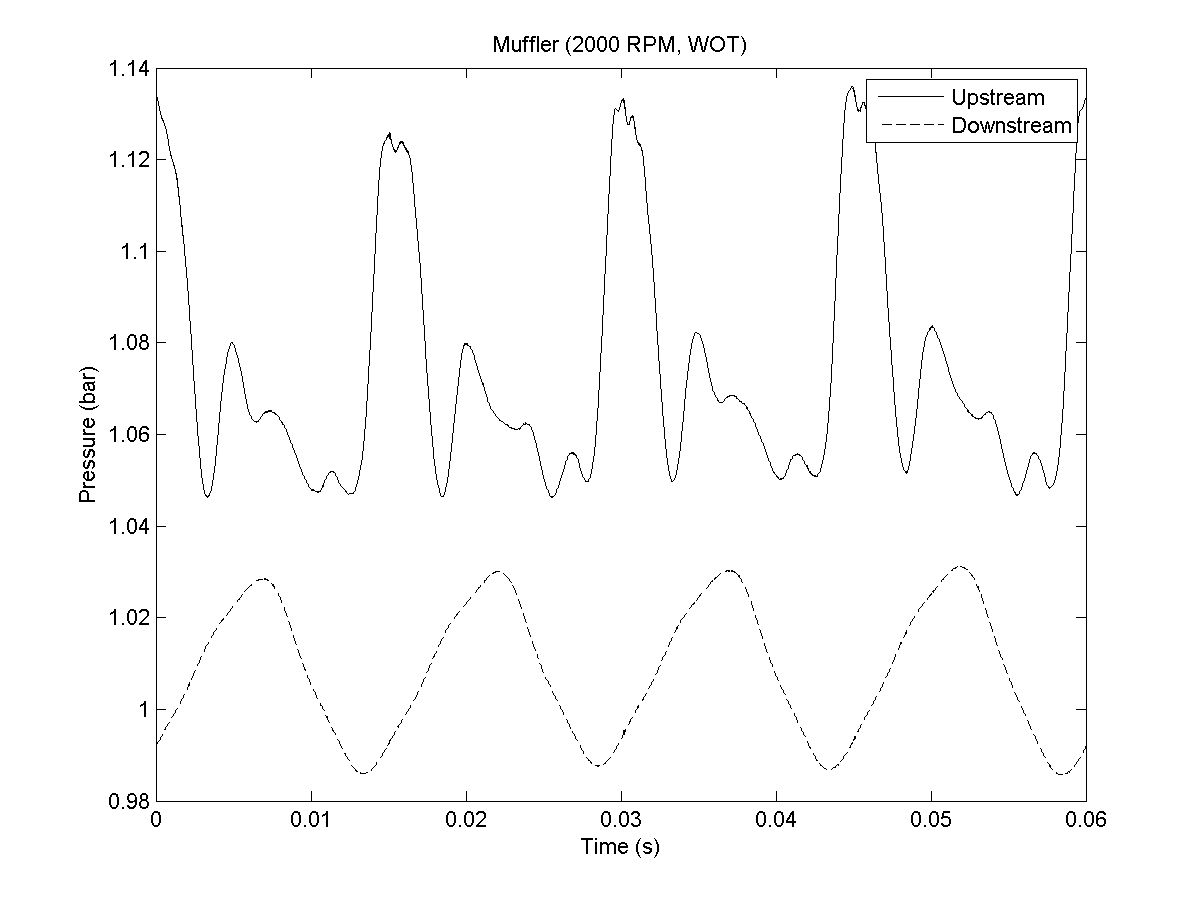 Muffler (2000 RPM, WOT)
1.14
1.12
1.1
1.08
1.06
1.04
1.02
1
0.98
Pressure (bar)
Upstream
Downstream
0 0.01 0.02 0.03 0.04 0.05 0.06
Time (s)